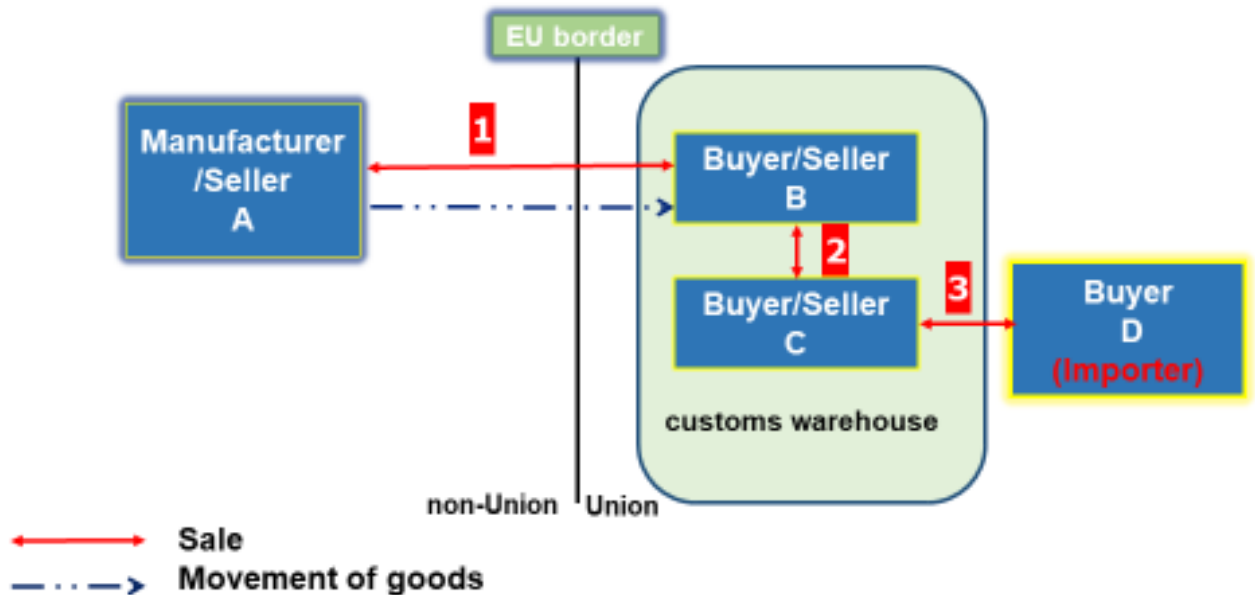 EU border
Manufacturer
/Seller
A
1
Buyer/Seller
B
2
Buyer/Seller
C
3
Buyer
D
(Importer)
customs warehouse
non-Union
Union
Sale
Movement of goods